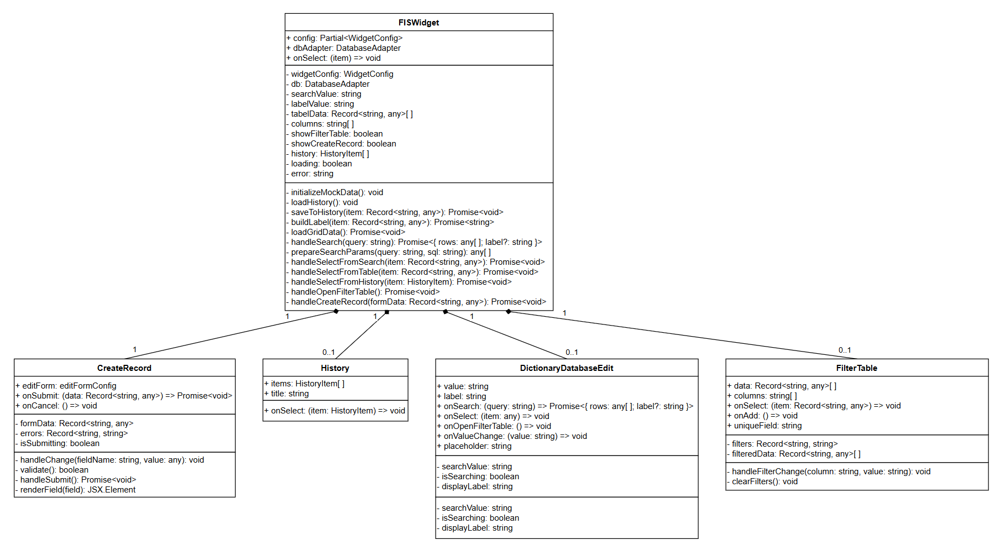 FISWidget
+ config: Partial<WidgetConfig>
+ dbAdapter: DatabaseAdapter
+ onSelect: (item) => void
- widgetConfig: WidgetConfig
- db: DatabaseAdapter
- searchValue: string
- labelValue: string
- tabelData: Record<string, any>[ ]
- columns: string[ ]
- showFilterTable: boolean
- showCreateRecord: boolean
- history: HistoryItem[ ]
- loading: boolean
- error: string
- initializeMockData(): void
- loadHistory(): void
- saveToHistory(item: Record<string, any>): Promise<void>
- buildLabel(item: Record<string, any>): Promise<string>
- loadGridData(): Promise<void>
- handleSearch(query: string): Promise<{ rows: any[ ]; label?: string }>
- prepareSearchParams(query: string, sql: string): any[ ]
- handleSelectFromSearch(item: Record<string, any>): Promise<void>
- handleSelectFromTable(item: Record<string, any>): Promise<void>
- handleSelectFromHistory(item: HistoryItem): Promise<void>
- handleOpenFilterTable(): Promise<void>
- handleCreateRecord(formData: Record<string, any>): Promise<void>
1
1
1
1
1
0..1
0..1
0..1
CreateRecord
+ editForm: editFormConfig
+ onSubmit: (data: Record<string, any>) => Promise<void>
+ onCancel: () => void
- formData: Record<string, any>
- errors: Record<string, string>
- isSubmitting: boolean
- handleChange(fieldName: string, value: any): void
- validate(): boolean
- handleSubmit(): Promise<void>
- renderField(field): JSX.Element
History
+ items: HistoryItem[ ]
+ title: string
+ onSelect: (item: HistoryItem) => void
DictionaryDatabaseEdit
+ value: string
+ label: string
+ onSearch: (query: string) => Promise<{ rows: any[ ]; label?: string }>
+ onSelect: (item: any) => void
+ onOpenFilterTable: () => void
+ onValueChange: (value: string) => void
+ placeholder: string
- searchValue: string
- isSearching: boolean
- displayLabel: string
- searchValue: string
- isSearching: boolean
- displayLabel: string
FilterTable
+ data: Record<string, any>[ ]
+ columns: string[ ]
+ onSelect: (item: Record<string, any>) => void
+ onAdd: () => void
+ uniqueField: string
- filters: Record<string, string>
- filteredData: Record<string, any>[ ]
- handleFilterChange(column: string, value: string): void
- clearFilters(): void